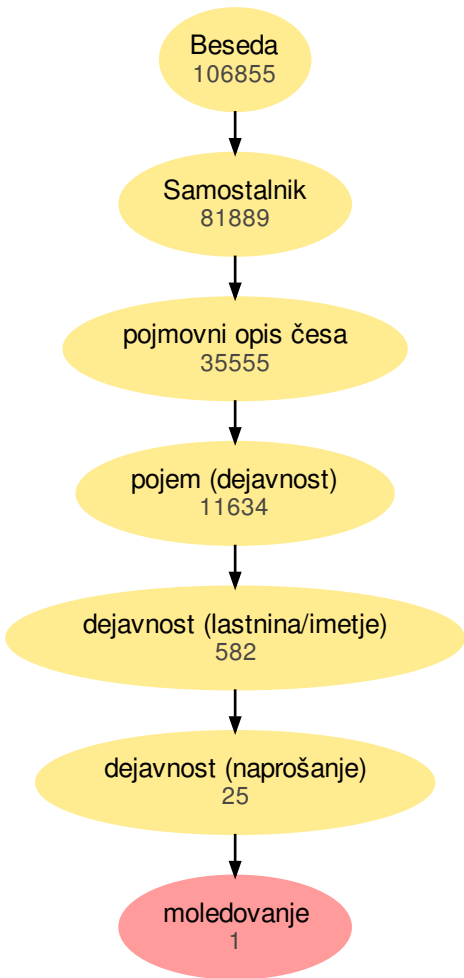 Beseda
106855
Samostalnik
81889
pojmovni opis česa
35555
pojem (dejavnost)
11634
dejavnost (lastnina/imetje)
582
dejavnost (naprošanje)
25
moledovanje
1